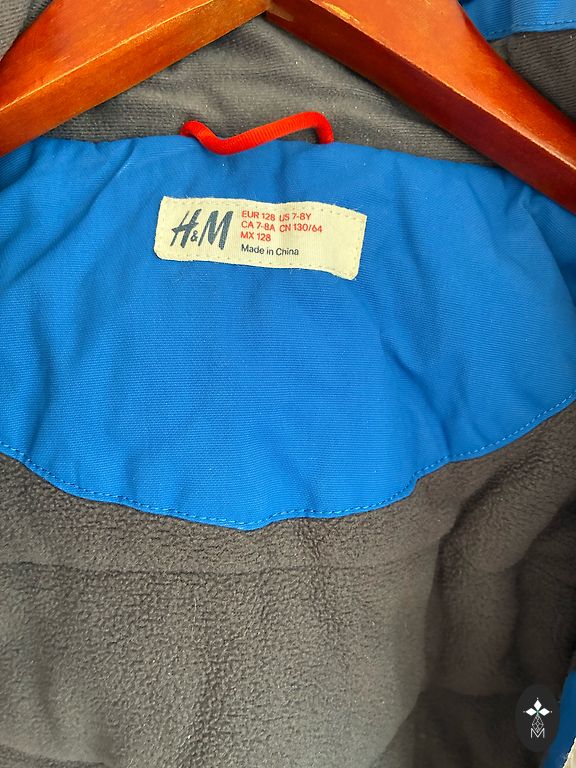 H&M
EUR 128 US 7-8Y
CA 7-8A CN 130/64
MX 128
Made in China
M